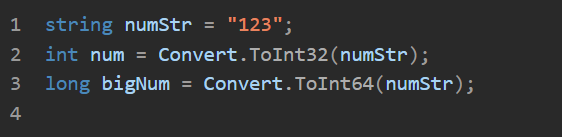 1 string numStr = "123";
2 int num = Convert.ToInt32(numStr);
3 long bigNum = Convert.ToInt64(numStr);
4